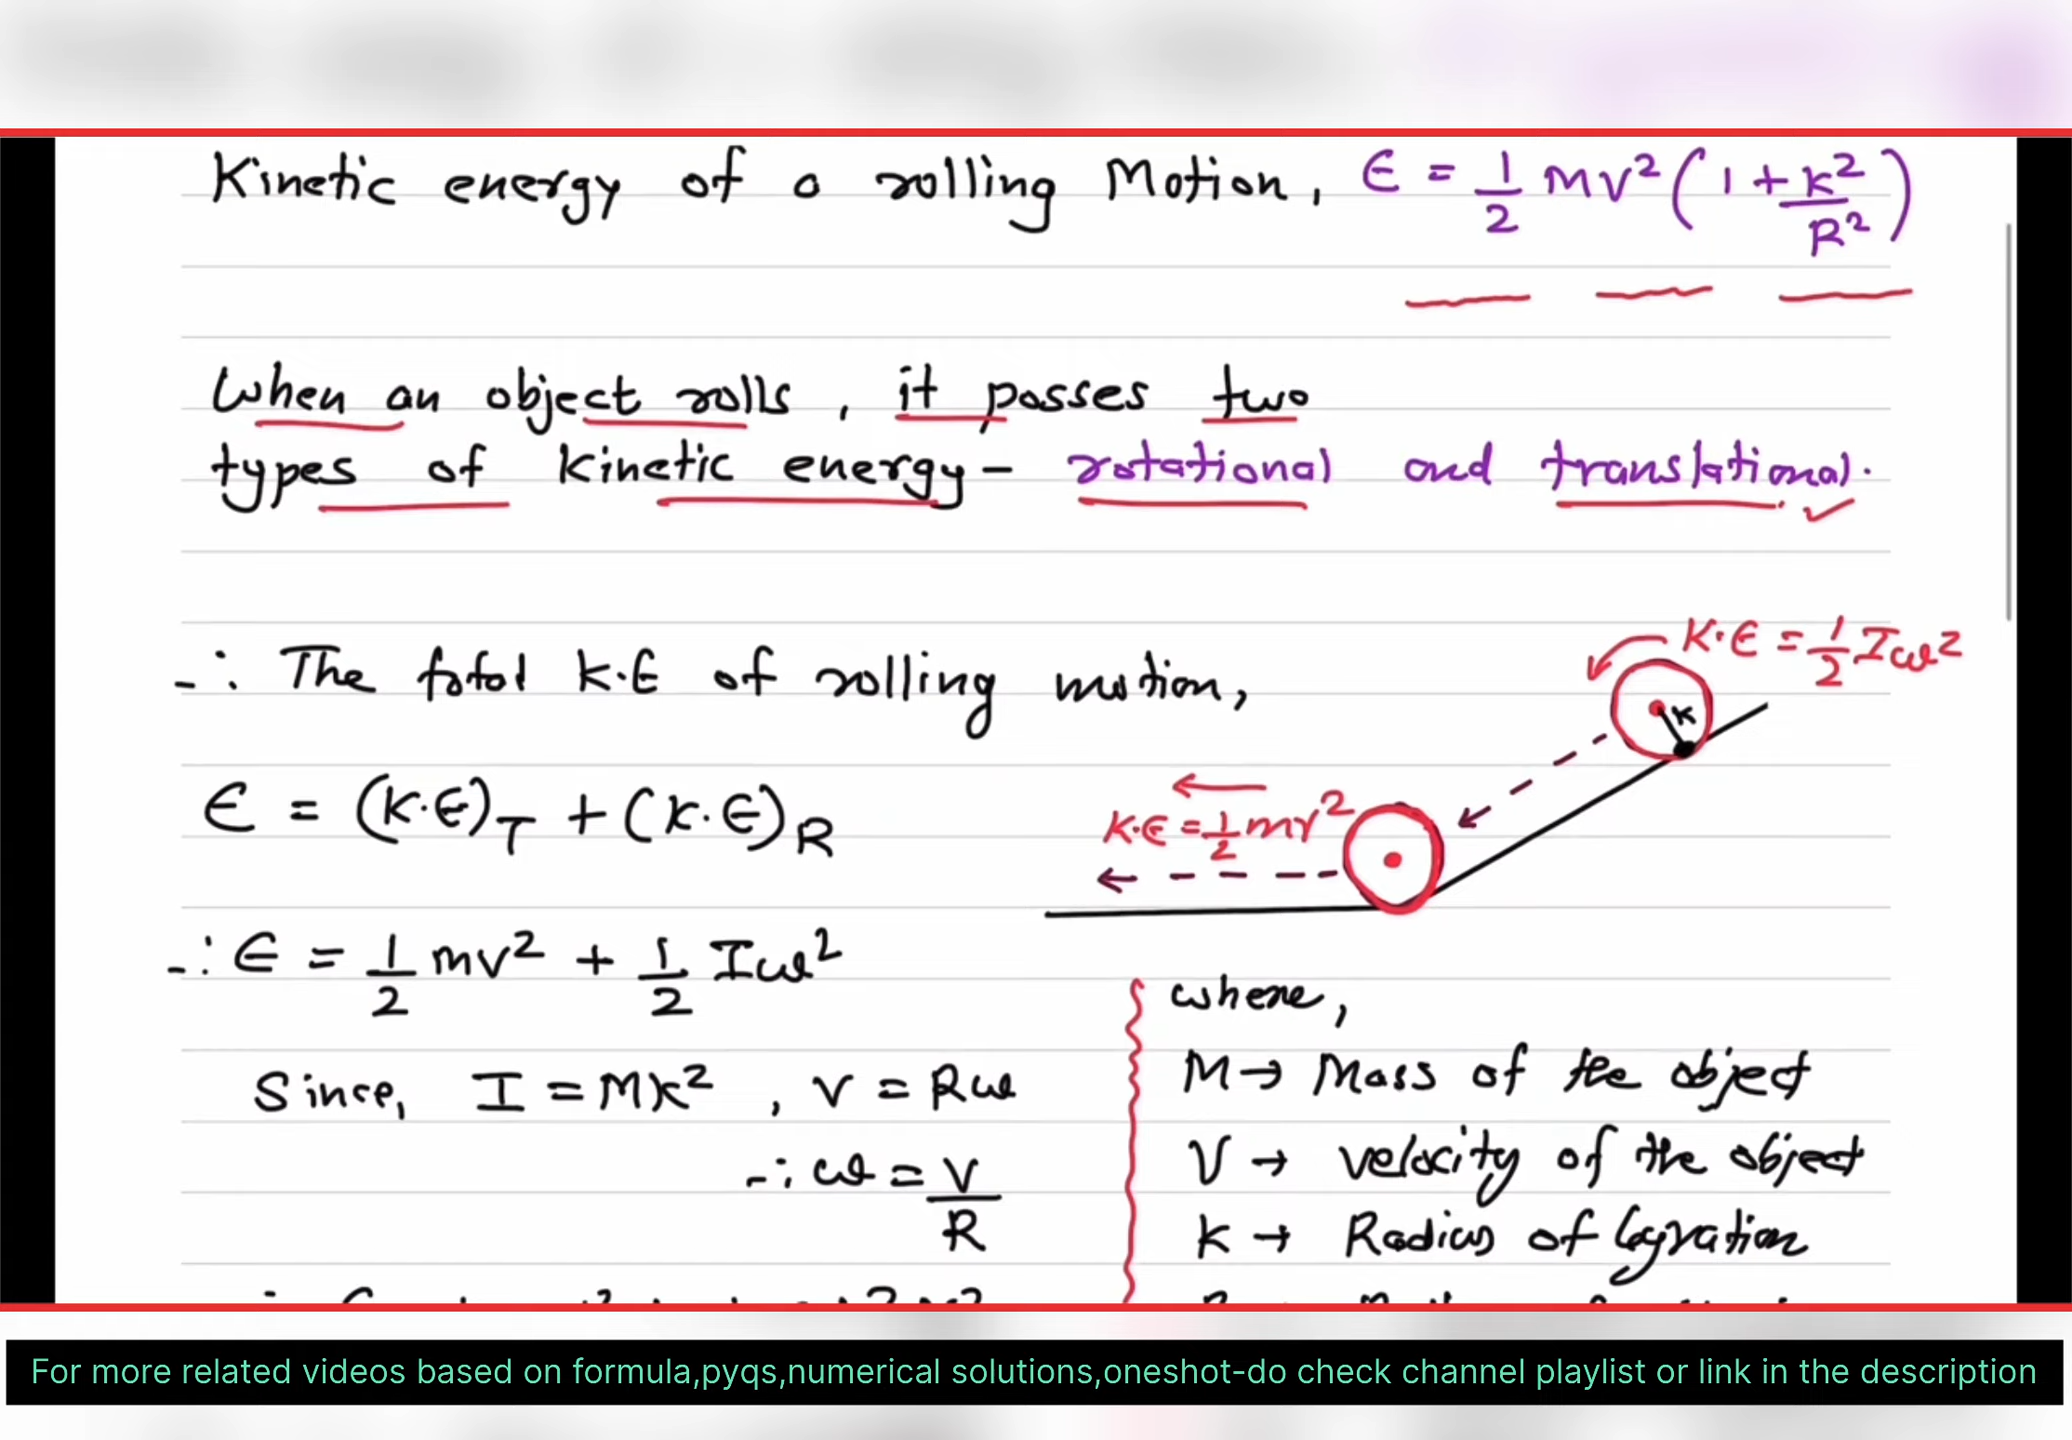 Kinetic energy of a rolling Motion, E = 1/2 mv² (1 + K²/R²)
When an object rolls, it posses two
types of kinetic energy - rotational and translational.
∴ The total K.E of rolling motion,
K.E = 1/2 Iω²
K
E = (K.E)T + (K.E)R
K.E = 1/2 mv²
∴ E = 1/2 mv² + 1/2 Iω²
Since, I = MK², v = Rω
∴ ω = V/R
where,
M → Mass of the object
V → velocity of the object
K → Radius of Gyration
For more related videos based on formula,pyqs,numerical solutions,oneshot-do check channel playlist or link in the description